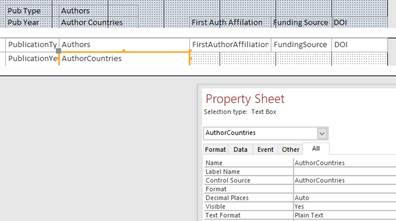 Pub Type Authors
Pub Year Author Countries First Auth Affilation Funding Source DOI
PublicationTy Authors FirstAuthorAffiliation FundingSource DOI
PublicationYe AuthorCountries
Property Sheet
Selection type: Text Box
AuthorCountries
Format Data Event Other All
Name AuthorCountries
Label Name
Control Source AuthorCountries
Format
Decimal Places Auto
Visible Yes
Text Format Plain Text